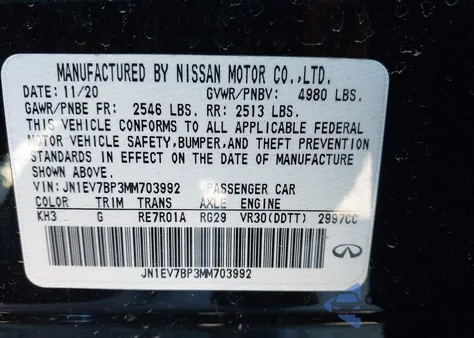 MANUFACTURED BY NISSAN MOTOR CO.,LTD.
DATE: 11/20 GVWR/PNBV: 4980 LBS.
GAWR/PNBE FR: 2546 LBS. RR: 2513 LBS.
THIS VEHICLE CONFORMS TO ALL APPLICABLE FEDERAL
MOTOR VEHICLE SAFETY,BUMPER,AND THEFT PREVENTION
STANDARDS IN EFFECT ON THE DATE OF MANUFACTURE
SHOWN ABOVE.
VIN: JN1EV7BP3MM703992 PASSENGER CAR
COLOR TRIM TRANS AXLE ENGINE
KH3 G RE7R01A RG29 VR30(DDTT) 2997CC
JN1EV7BP3MM703992